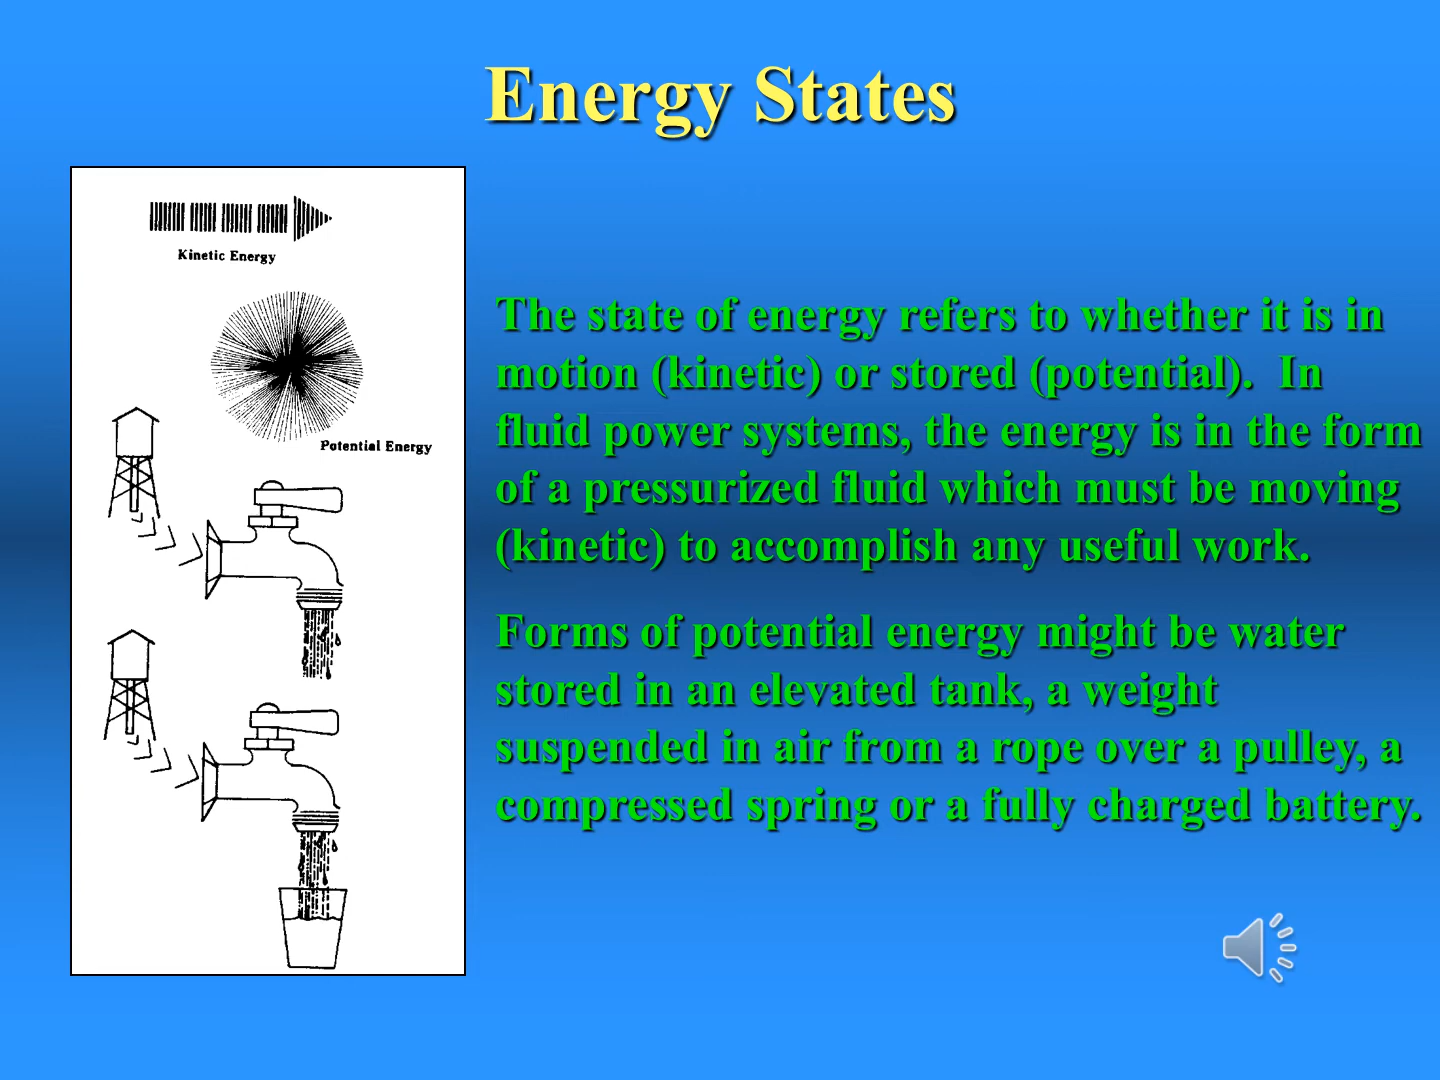 Energy States
Kinetic Energy
Potential Energy
The state of energy refers to whether it is in
motion (kinetic) or stored (potential).  In
fluid power systems, the energy is in the form
of a pressurized fluid which must be moving
(kinetic) to accomplish any useful work.
Forms of potential energy might be water
stored in an elevated tank, a weight
suspended in air from a rope over a pulley, a
compressed spring or a fully charged battery.